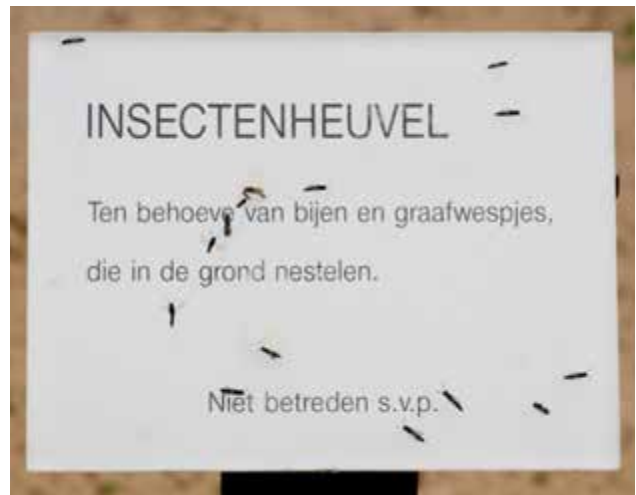 INSECTENHEUVEL
Ten behoeve van bijen en graafwespjes,
die in de grond nestelen.
Niet betreden s.v.p.